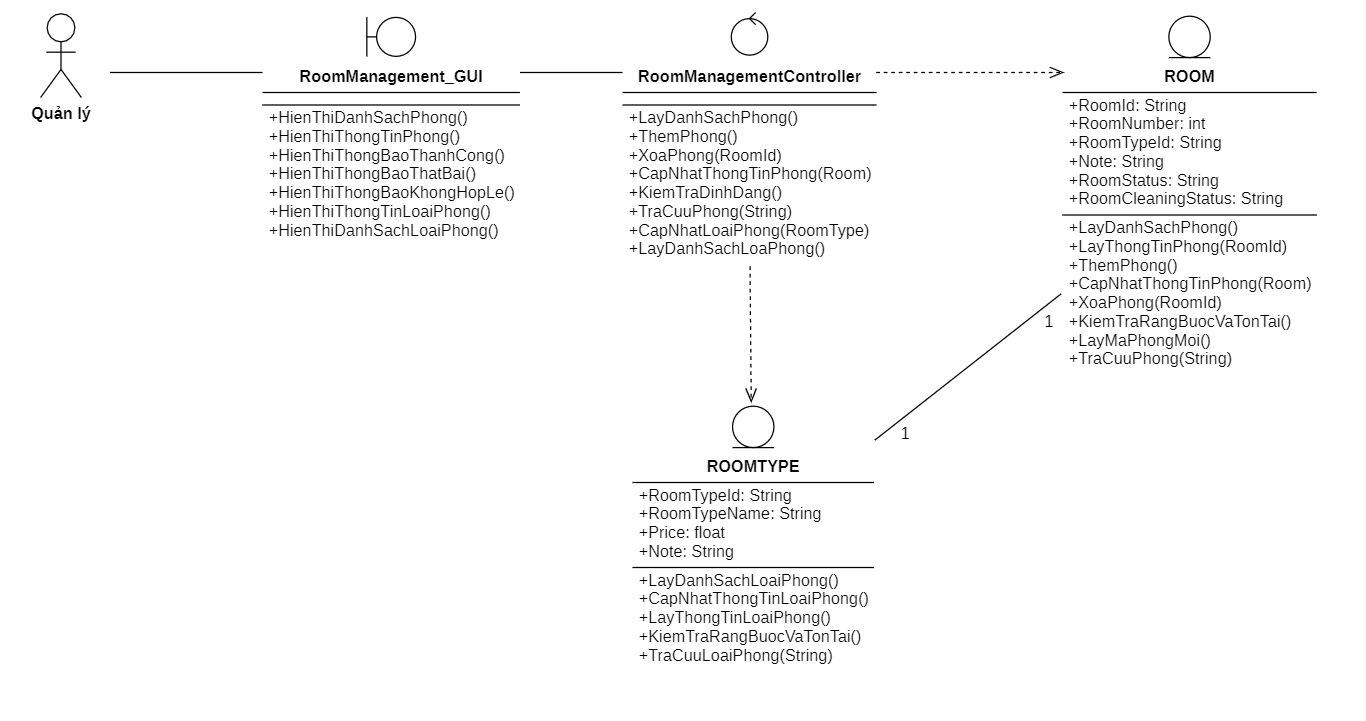 Quản lý
RoomManagement_GUI
+HienThiDanhSachPhong()
+HienThiThongTinPhong()
+HienThiThongBaoThanhCong()
+HienThiThongBaoThatBai()
+HienThiThongBaoKhongHopLe()
+HienThiThongTinLoaiPhong()
+HienThiDanhSachLoaiPhong()
RoomManagementController
+LayDanhSachPhong()
+ThemPhong()
+XoaPhong(RoomId)
+CapNhatThongTinPhong(Room)
+KiemTraDinhDang()
+TraCuuPhong(String)
+CapNhatLoaiPhong(RoomType)
+LayDanhSachLoaPhong()
ROOM
+RoomId: String
+RoomNumber: int
+RoomTypeId: String
+Note: String
+RoomStatus: String
+RoomCleaningStatus: String
+LayDanhSachPhong()
+LayThongTinPhong(RoomId)
+ThemPhong()
+CapNhatThongTinPhong(Room)
+XoaPhong(RoomId)
+KiemTraRangBuocVaTonTai()
+LayMaPhongMoi()
+TraCuuPhong(String)
1
1
ROOMTYPE
+RoomTypeId: String
+RoomTypeName: String
+Price: float
+Note: String
+LayDanhSachLoaiPhong()
+CapNhatThongTinLoaiPhong()
+LayThongTinLoaiPhong()
+KiemTraRangBuocVaTonTai()
+TraCuuLoaiPhong(String)